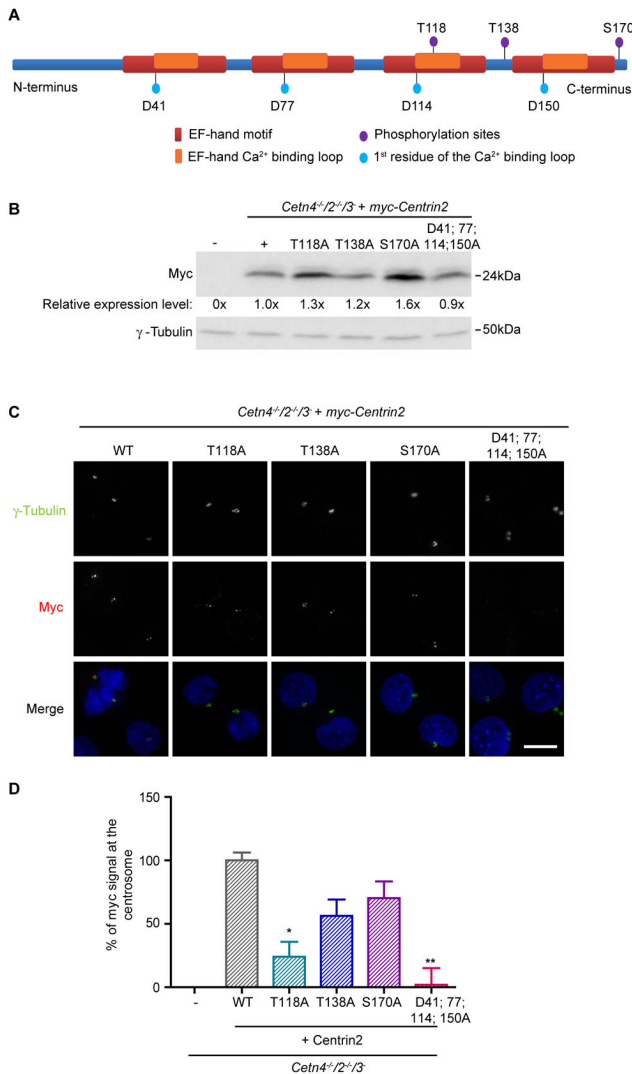 A
T118 T138 S170
N-terminus C-terminus
D41 D77 D114 D150
EF-hand motif Phosphorylation sites
EF-hand Ca²⁺ binding loop 1st residue of the Ca²⁺ binding loop
B
Cetn4-/-/2-/-/3- + myc-Centrin2
- + T118A T138A S170A D41; 77; 114;150A
Myc -24kDa
Relative expression level: 0x 1.0x 1.3x 1.2x 1.6x 0.9x
γ-Tubulin -50kDa
C
Cetn4-/-/2-/-/3- + myc-Centrin2
WT T118A T138A S170A D41; 77; 114; 150A
γ-Tubulin
Myc
Merge
D
% of myc signal at the
centrosome
150
100
50
0
* **
- WT T118A T138A S170A D41; 77; 114; 150A
+ Centrin2
Cetn4-/-/2-/-/3-